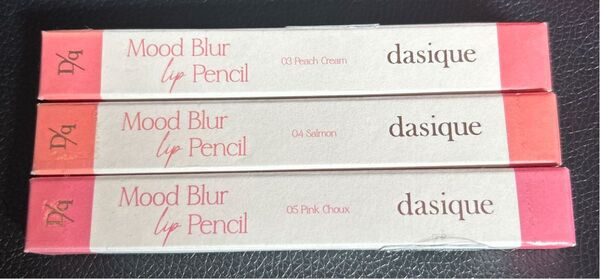 D/q
Mood Blur
lip Pencil
03 Peach Cream
dasique
D/q
Mood Blur
lip Pencil
04 Salmon
dasique
D/q
Mood Blur
lip Pencil
05 Pink Choux
dasique